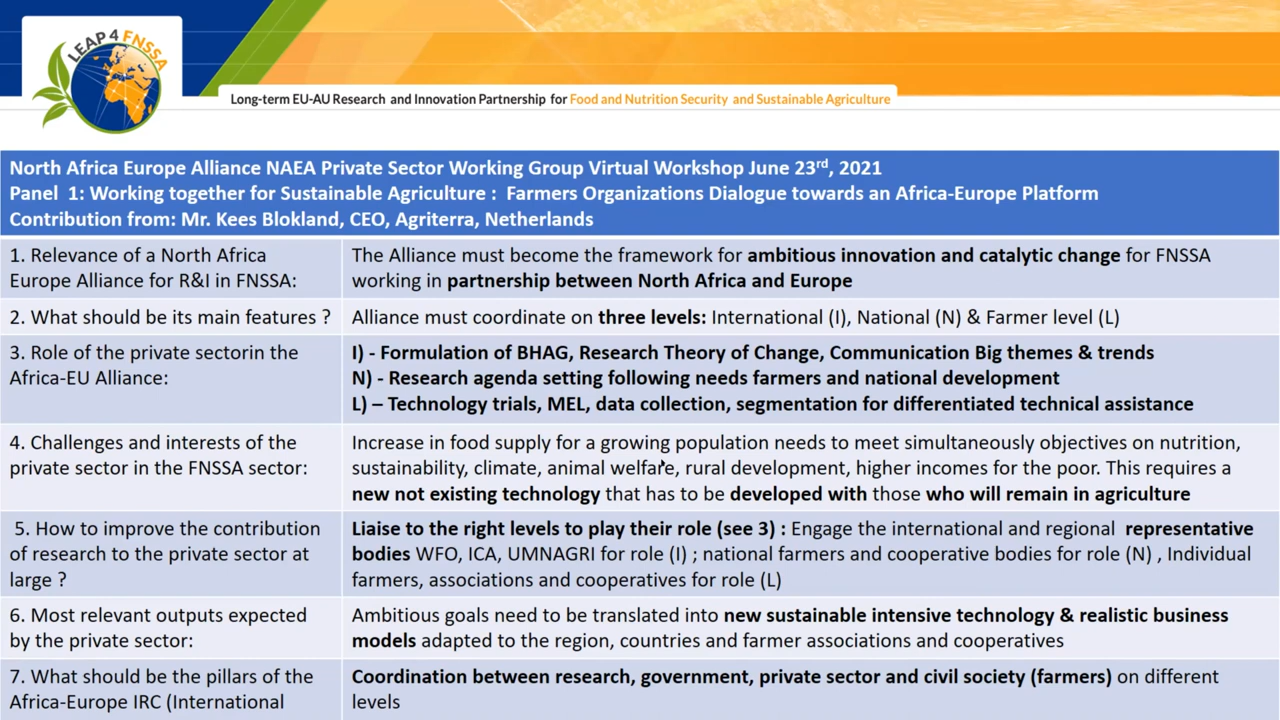 LEAP 4 FNSSA
Long-term EU-AU Research and Innovation Partnership for Food and Nutrition Security and Sustainable Agriculture
North Africa Europe Alliance NAEA Private Sector Working Group Virtual Workshop June 23rd, 2021
Panel 1: Working together for Sustainable Agriculture : Farmers Organizations Dialogue towards an Africa-Europe Platform
Contribution from: Mr. Kees Blokland, CEO, Agriterra, Netherlands
1. Relevance of a North Africa
Europe Alliance for R&I in FNSSA:
The Alliance must become the framework for ambitious innovation and catalytic change for FNSSA
working in partnership between North Africa and Europe
2. What should be its main features ?
Alliance must coordinate on three levels: International (I), National (N) & Farmer level (L)
3. Role of the private sectorin the
Africa-EU Alliance:
I) - Formulation of BHAG, Research Theory of Change, Communication Big themes & trends
N) - Research agenda setting following needs farmers and national development
L) – Technology trials, MEL, data collection, segmentation for differentiated technical assistance
4. Challenges and interests of the
private sector in the FNSSA sector:
Increase in food supply for a growing population needs to meet simultaneously objectives on nutrition,
sustainability, climate, animal welfare, rural development, higher incomes for the poor. This requires a
new not existing technology that has to be developed with those who will remain in agriculture
5. How to improve the contribution
of research to the private sector at
large ?
Liaise to the right levels to play their role (see 3) : Engage the international and regional representative
bodies WFO, ICA, UMNAGRI for role (I) ; national farmers and cooperative bodies for role (N) , Individual
farmers, associations and cooperatives for role (L)
6. Most relevant outputs expected
by the private sector:
Ambitious goals need to be translated into new sustainable intensive technology & realistic business
models adapted to the region, countries and farmer associations and cooperatives
7. What should be the pillars of the
Africa-Europe IRC (International
Coordination between research, government, private sector and civil society (farmers) on different
levels